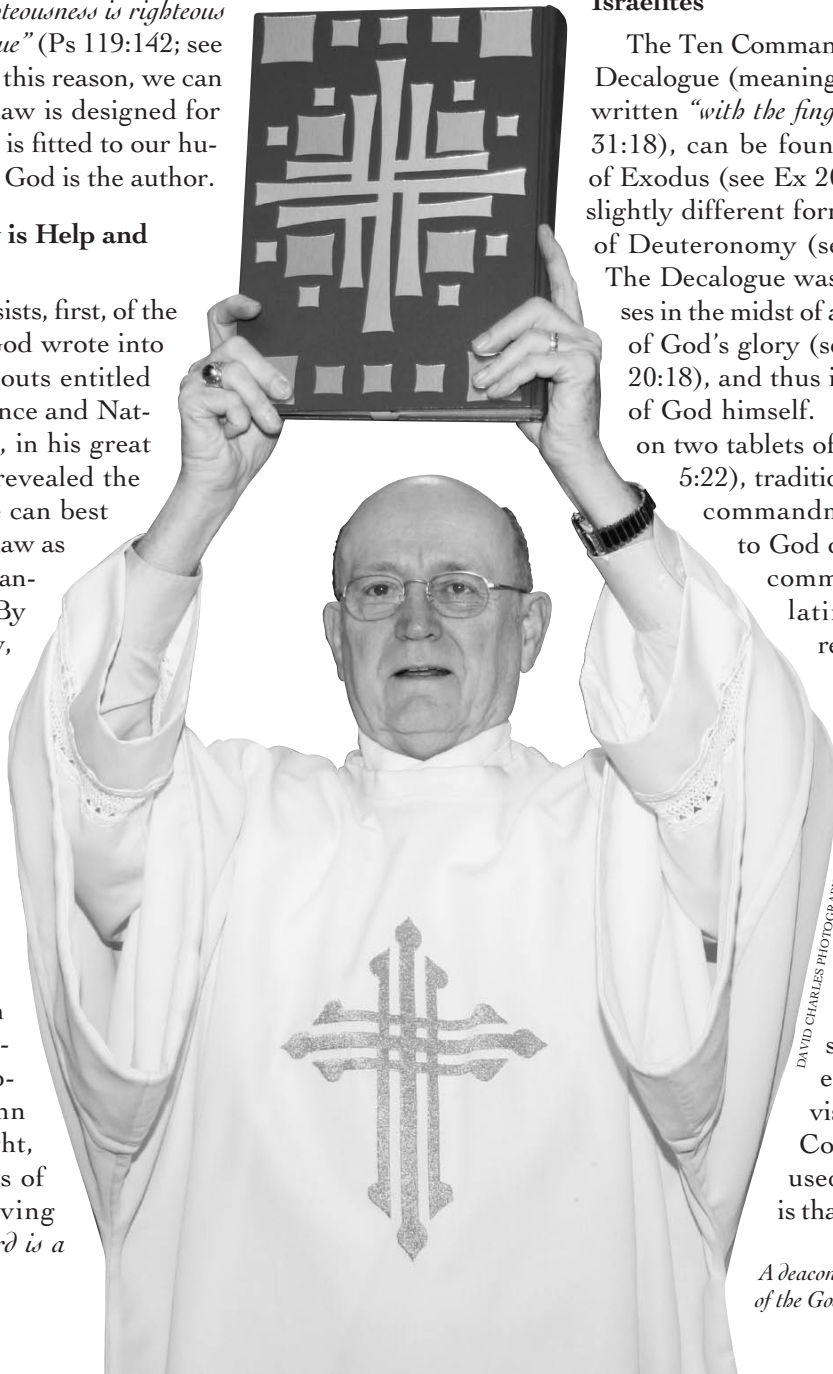 teousness is righteous
ue” (Ps 119:142; see
this reason, we can
aw is designed for
is fitted to our hu-
God is the author.
is Help and
sists, first, of the
God wrote into
outs entitled
nce and Nat-
, in his great
revealed the
can best
aw as
an-
By
,
-
-
nn
ht,
s of
ving
rd is a
Israelites
The Ten Comman
Decalogue (meaning
written “with the fing
31:18), can be foun
of Exodus (see Ex 20
slightly different form
of Deuteronomy (se
The Decalogue was
ses in the midst of a
of God’s glory (se
20:18), and thus i
of God himself.
on two tablets of
5:22), traditio
commandm
to God
comm
latin
re
s
e
vis
Co
used
is tha
DAVID CHARLES PHOTOGRAP
A deacon
of the Go